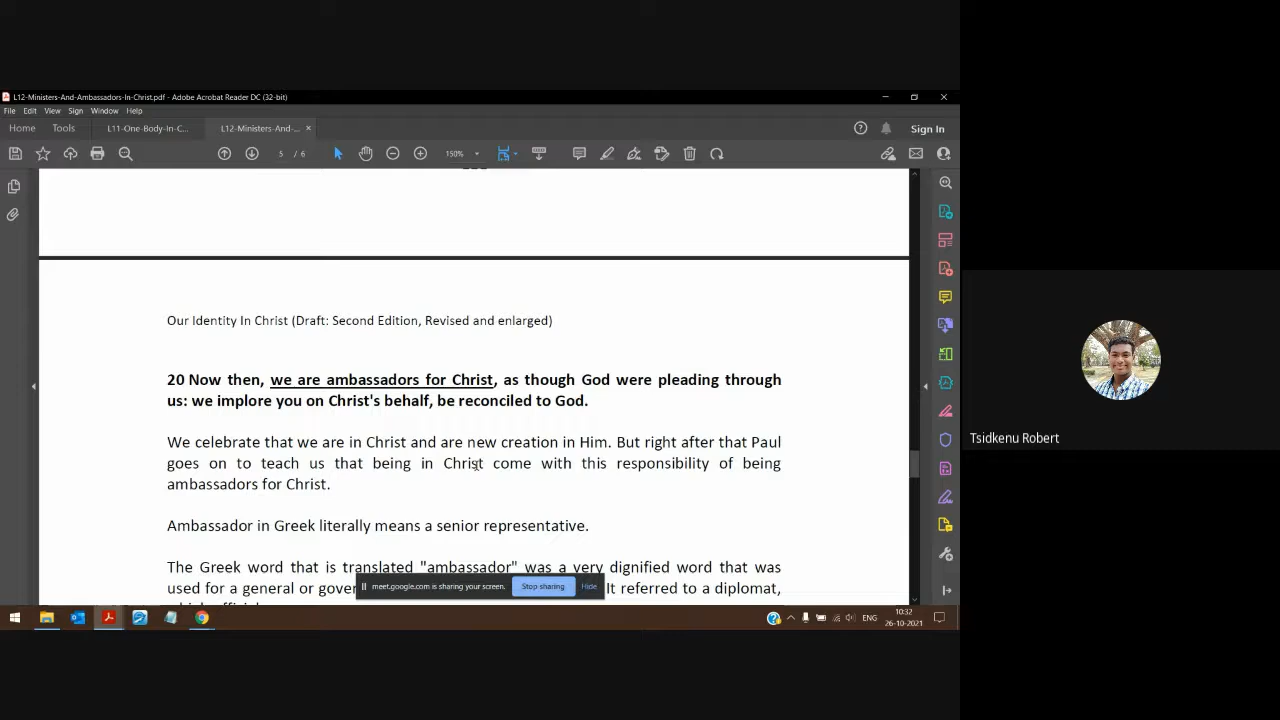 L12-Ministers-And-Ambassadors-In-Christ.pdf - Adobe Acrobat Reader DC (32-bit)
File Edit View Sign Window Help
Home Tools L11-One-Body-In-C... L12-Ministers-And-... × Sign In
5 / 6 150%
Our Identity In Christ (Draft: Second Edition, Revised and enlarged)
20 Now then, we are ambassadors for Christ, as though God were pleading through
us: we implore you on Christ's behalf, be reconciled to God.
We celebrate that we are in Christ and are new creation in Him. But right after that Paul
goes on to teach us that being in Christ come with this responsibility of being
ambassadors for Christ.
Ambassador in Greek literally means a senior representative.
The Greek word that is translated "ambassador" was a very dignified word that was
used for a general or gover
It referred to a diplomat,
meet.google.com is sharing your screen. Stop sharing Hide
Tsidkenu Robert
ENG 10:32
26-10-2021